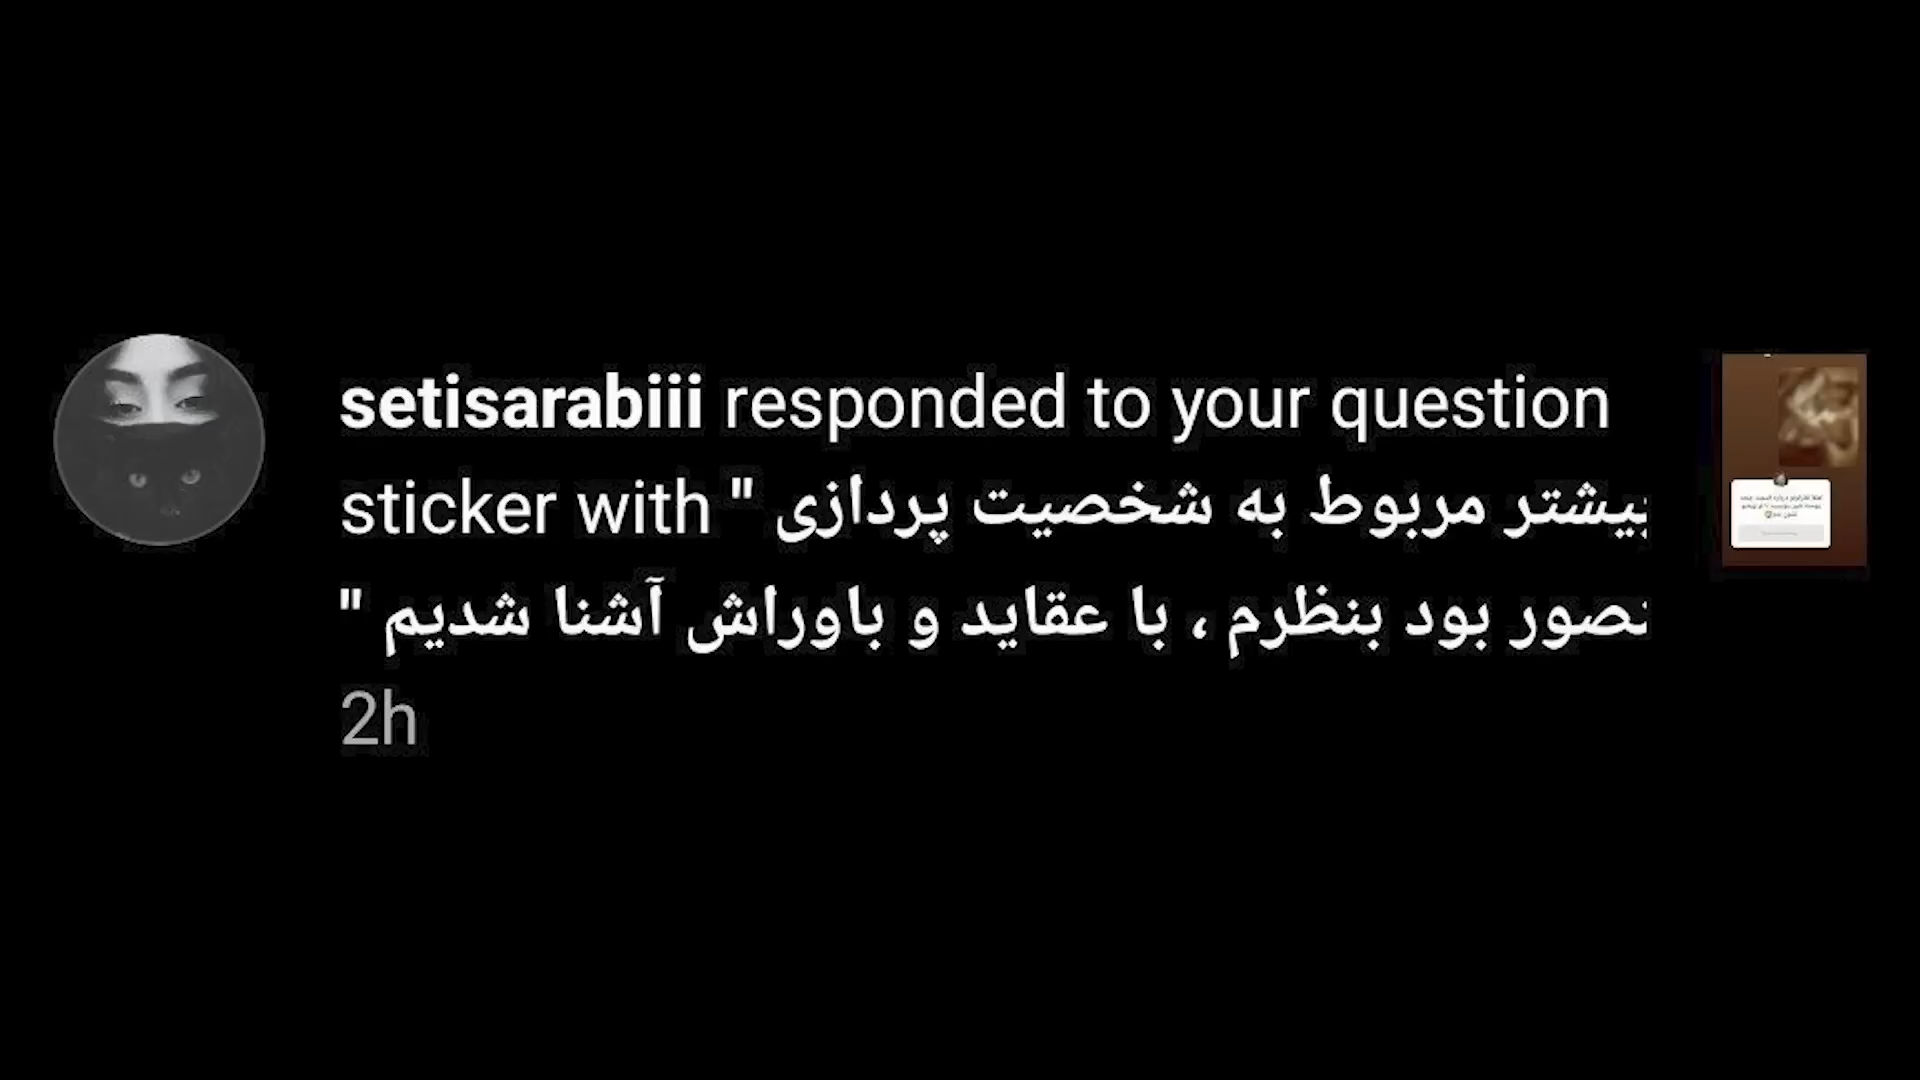 setisarabiii responded to your question
sticker with " بیشتر مربوط به شخصیت پردازی
بود بنظرم ، با عقاید و باوراش آشنا شدیم "
2h